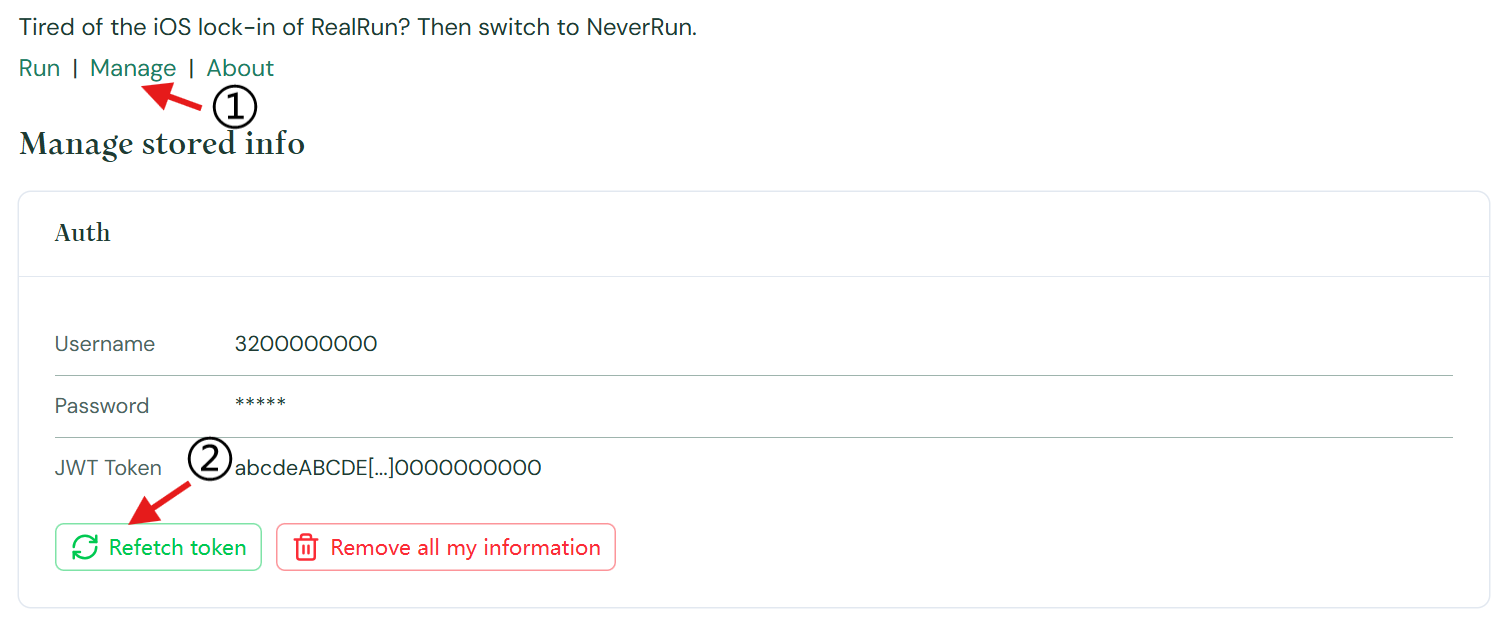 Tired of the iOS lock-in of RealRun? Then switch to NeverRun.
Run | Manage | About
①
Manage stored info
Auth
Username 3200000000
Password *****
JWT Token ② abcdeABCDE[...]0000000000
Refetch token Remove all my information